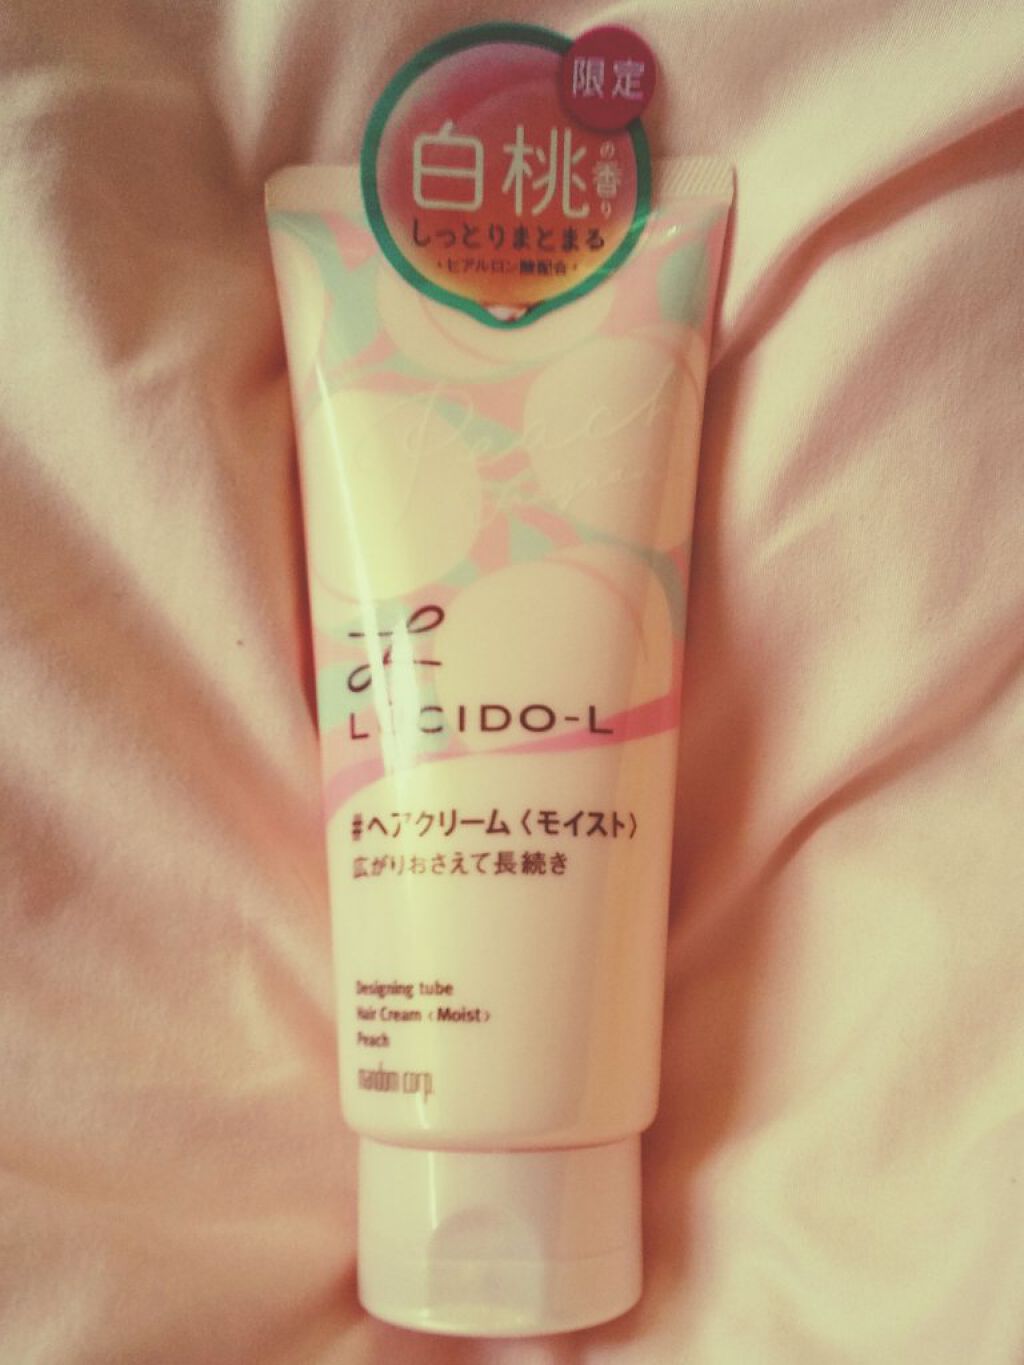 限定
白桃の香り
しっとりまとまる
・ヒアルロン酸配合・
Peach
LUCIDO-L
#ヘアクリーム〈モイスト〉
広がりおさえて長続き
Designing tube
Hair Cream <Moist>
Peach
mandom corp.